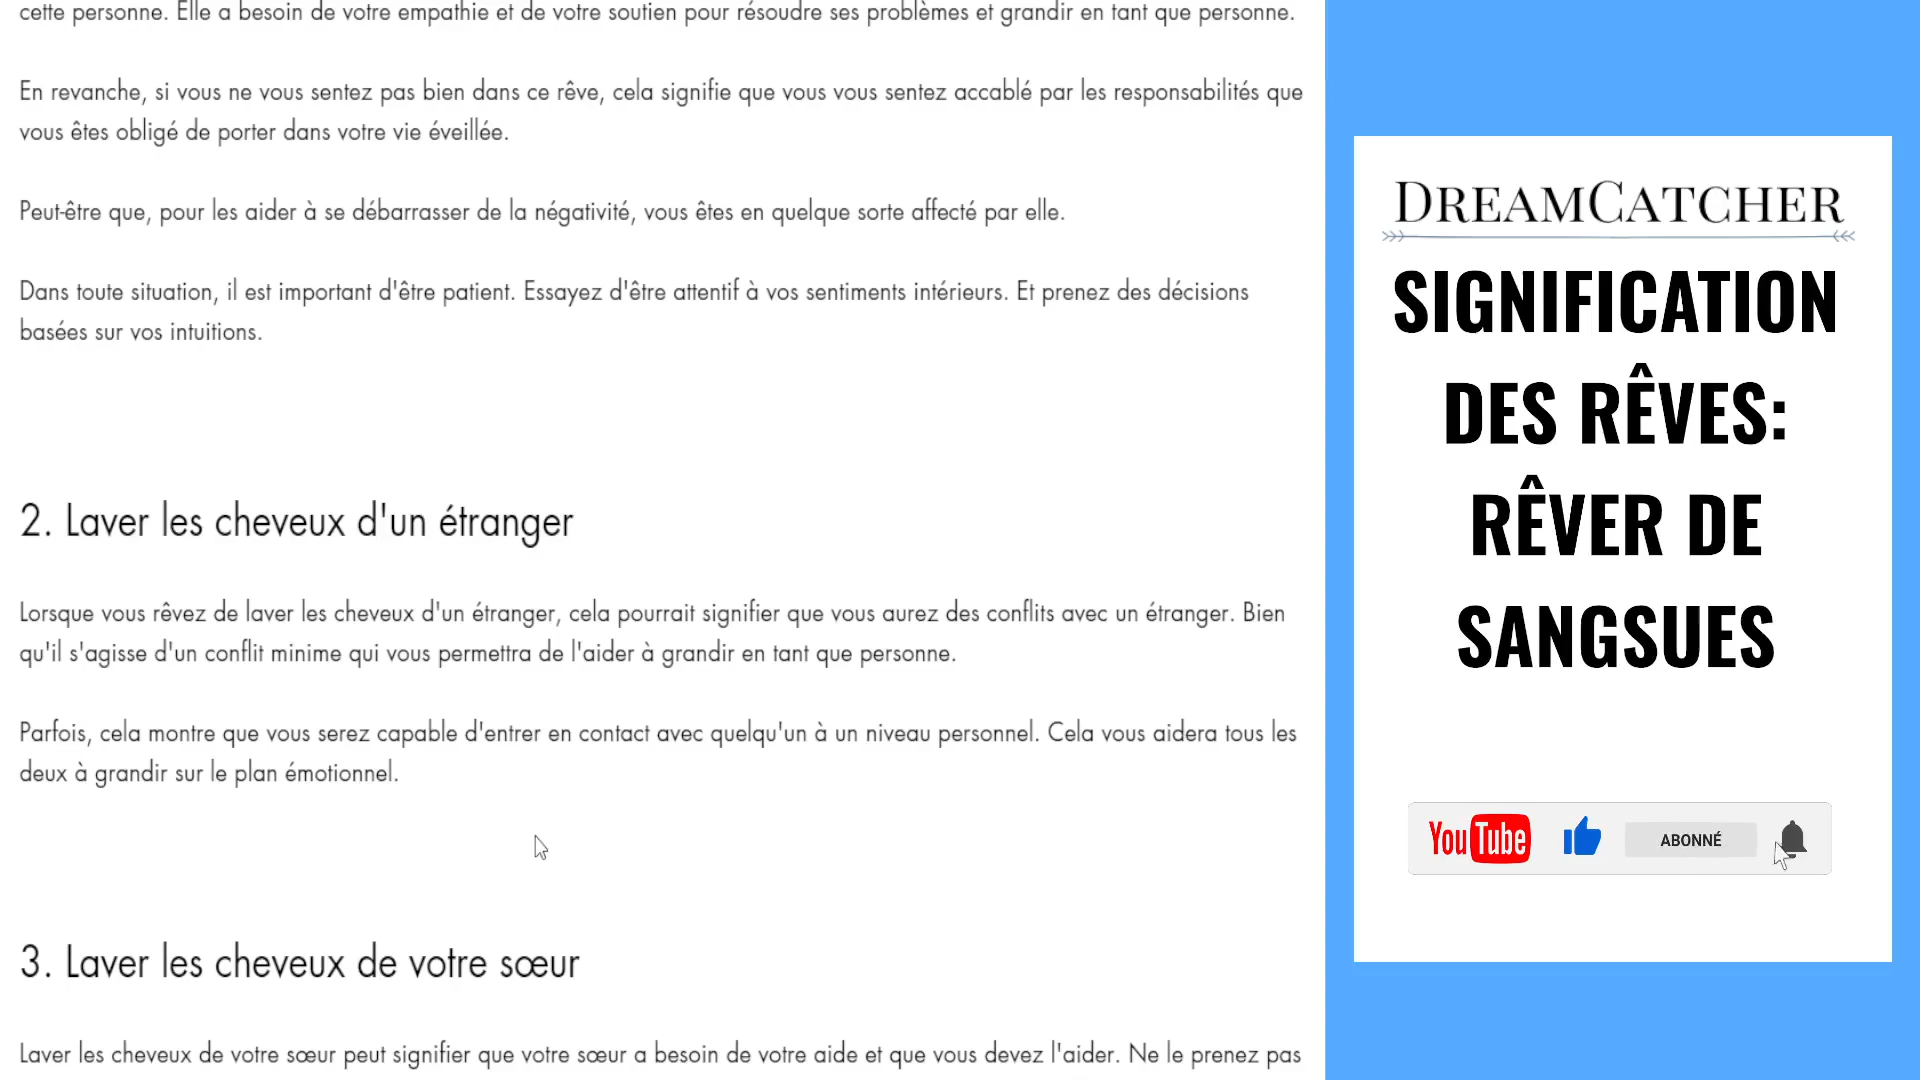 cette personne. Elle a besoin de votre empathie et de votre soutien pour résoudre ses problèmes et grandir en tant que personne.
En revanche, si vous ne vous sentez pas bien dans ce rêve, cela signifie que vous vous sentez accablé par les responsabilités que
vous êtes obligé de porter dans votre vie éveillée.
Peut-être que, pour les aider à se débarrasser de la négativité, vous êtes en quelque sorte affecté par elle.
Dans toute situation, il est important d'être patient. Essayez d'être attentif à vos sentiments intérieurs. Et prenez des décisions
basées sur vos intuitions.
2. Laver les cheveux d'un étranger
Lorsque vous rêvez de laver les cheveux d'un étranger, cela pourrait signifier que vous aurez des conflits avec un étranger. Bien
qu'il s'agisse d'un conflit minime qui vous permettra de l'aider à grandir en tant que personne.
Parfois, cela montre que vous serez capable d'entrer en contact avec quelqu'un à un niveau personnel. Cela vous aidera tous les
deux à grandir sur le plan émotionnel.
3. Laver les cheveux de votre sœur
Laver les cheveux de votre sœur peut signifier que votre sœur a besoin de votre aide et que vous devez l'aider. Ne le prenez pas
DREAMCATCHER
SIGNIFICATION
DES RÊVES:
RÊVER DE
SANGSUES
YouTube
ABONNÉ